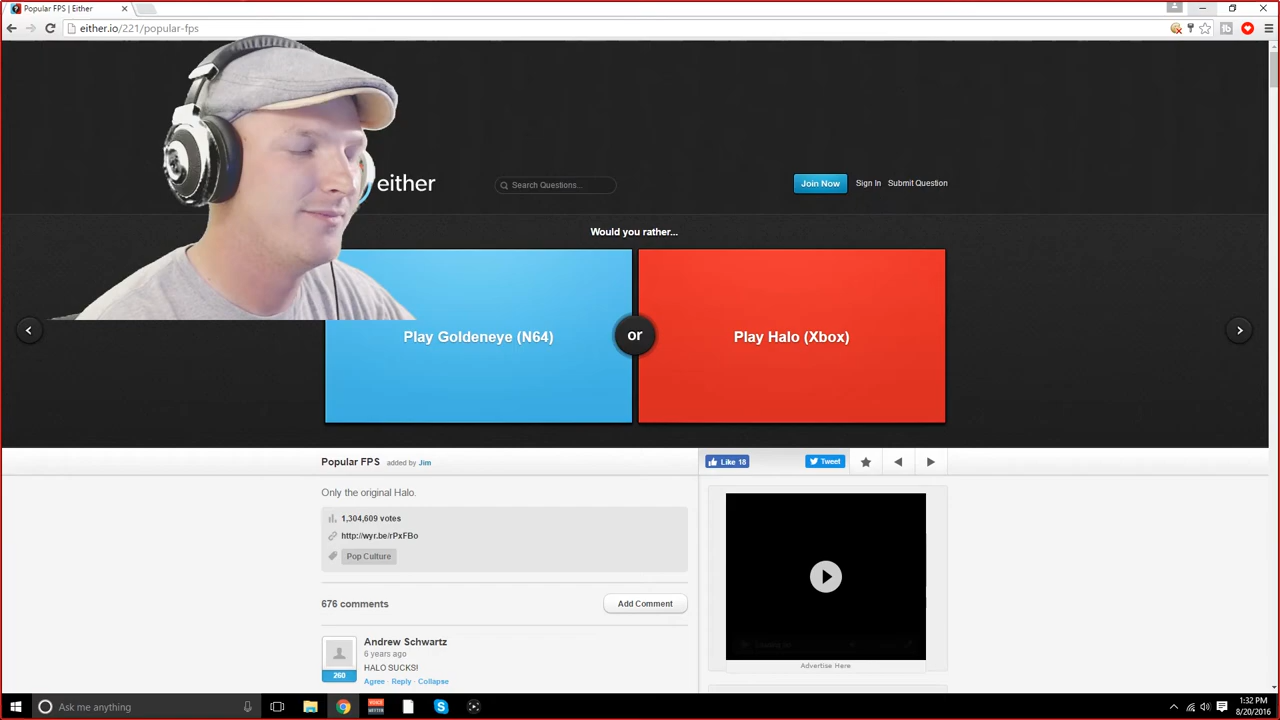 Popular FPS | Either
either.io/221/popular-fps
either
Search Questions...
Join Now
Sign In
Submit Question
Would you rather...
Play Goldeneye (N64)
or
Play Halo (Xbox)
Popular FPS added by Jim
Like 18
Tweet
Only the original Halo.
1,304,609 votes
http://wyr.be/rPxFBo
Pop Culture
676 comments
Add Comment
Andrew Schwartz
6 years ago
HALO SUCKS!
260
Agree · Reply · Collapse
Advertise Here
Ask me anything
1:32 PM
8/20/2016